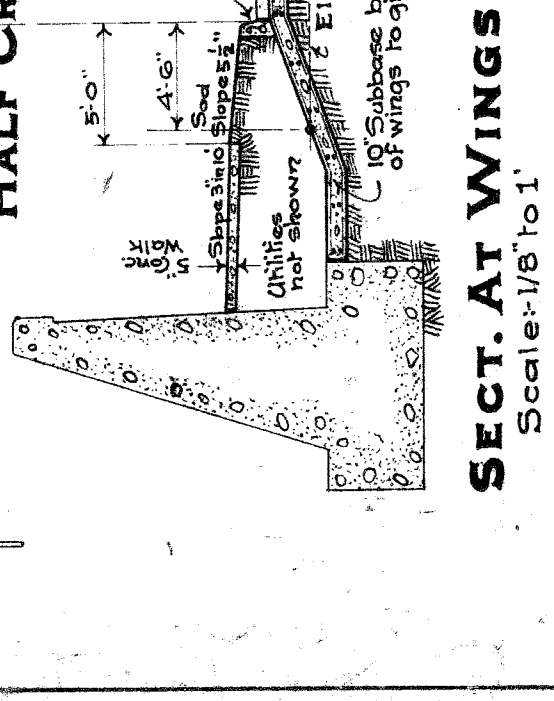 HALF CR
5'-0"
4'-6"
Sod
Slope 5½"
Slope 3" in 10'
5" Conc.
Walk
Utilities
not shown
El
10" Subbase b
of wings to g
SECT. AT WINGS
Scale:-1/8" to 1'